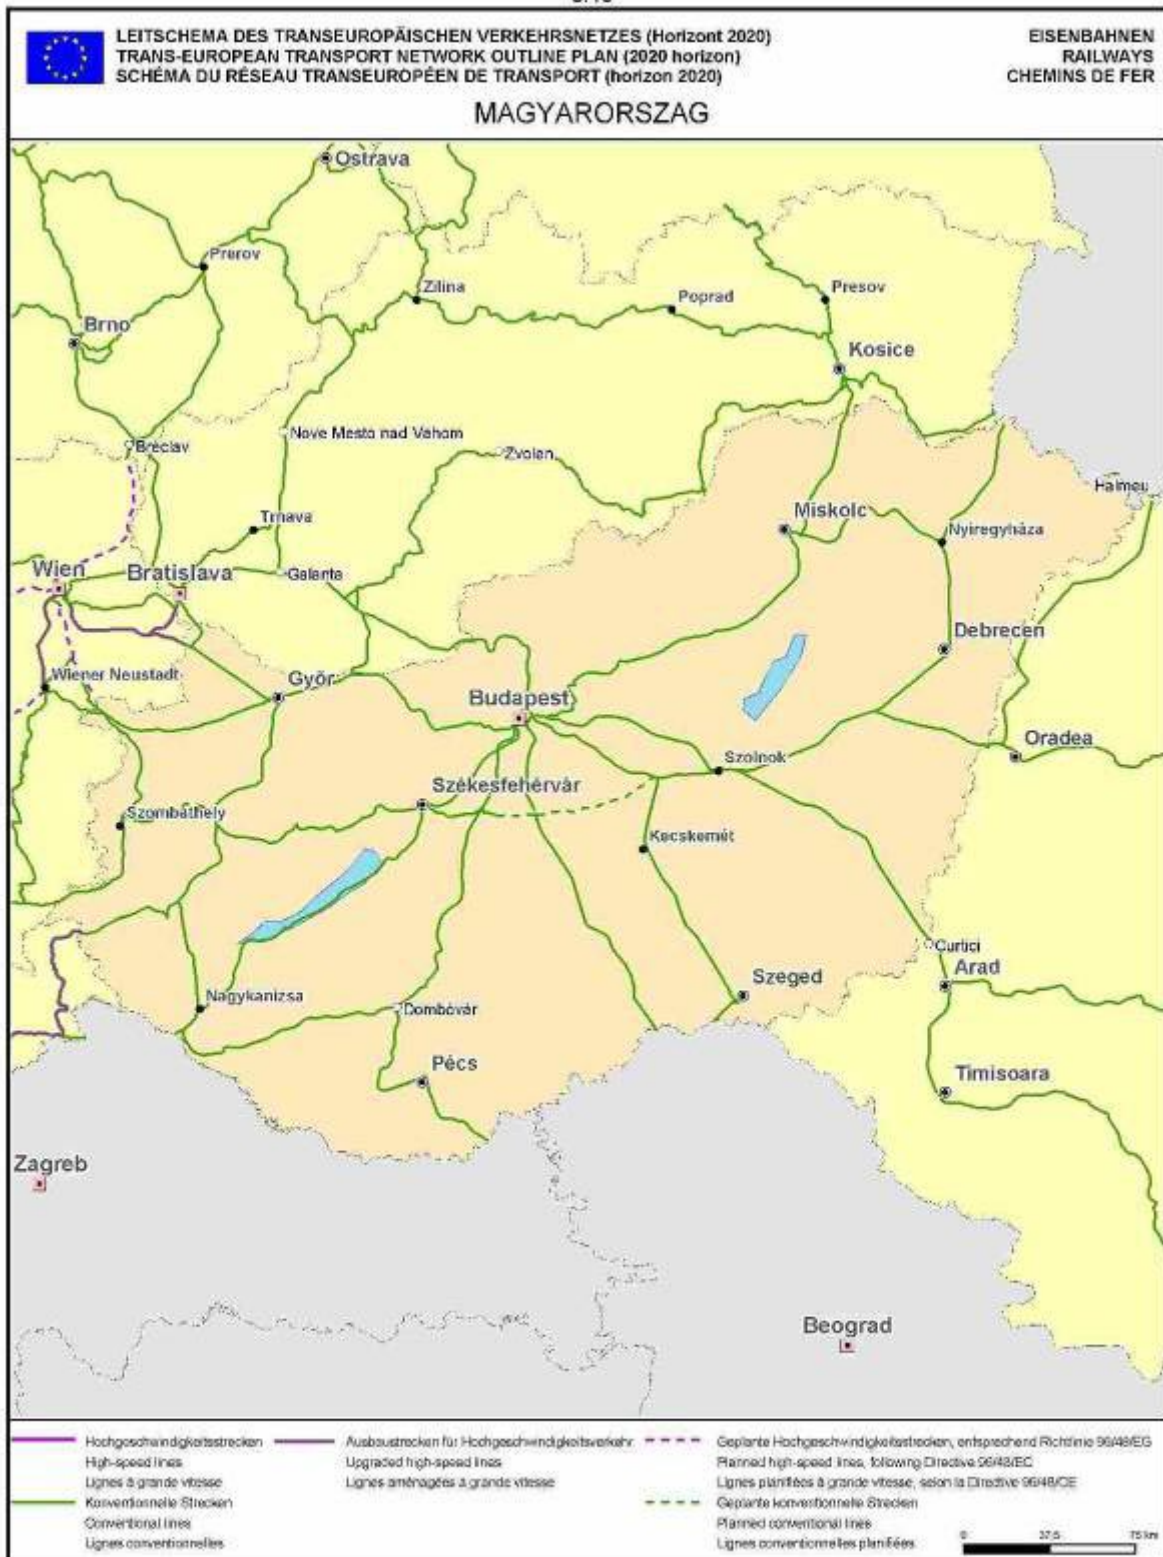 LEITSCHEMA DES TRANSEUROPÄISCHEN VERKEHRSNETZES (Horizont 2020)
TRANS-EUROPEAN TRANSPORT NETWORK OUTLINE PLAN (2020 horizon)
SCHÉMA DU RÉSEAU TRANSEUROPÉEN DE TRANSPORT (horizon 2020)
EISENBAHNEN
RAILWAYS
CHEMINS DE FER
MAGYARORSZAG
Ostrava
Prerov
Zilina
Poprad
Presov
Brno
Kosice
Breclav
Nove Mesto nad Vahom
Zvolen
Halmeu
Trnava
Miskolc
Nyiregyháza
Wien
Bratislava
Galanta
Debrecen
Wiener Neustadt
Györ
Budapest
Oradea
Szolnok
Székesfehérvár
Szombathely
Kecskemét
Curtici
Arad
Szeged
Nagykanizsa
Dombóvár
Pécs
Timisoara
Zagreb
Beograd
Hochgescheindigkeitsstrecken
High-speed lines
Lignes à grande vitesse
Konventionnelle Strecken
Conventional lines
Lignes conventionnelles
Ausbaustrecken für Hochgeschwindigkeitsverkehr
Upgraded high-speed lines
Lignes aménagées à grande vitesse
Geplante Hochgeschwindigkeitsstrecken, entsprechend Richtlinie 96/48/EG
Planned high-speed lines, following Directive 96/48/EC
Lignes planifiées à grande vitesse, selon la Directive 96/48/CE
Geplante konventionelle Strecken
Planned conventional lines
Lignes conventionnelles planifiées
0 37,5 75 km